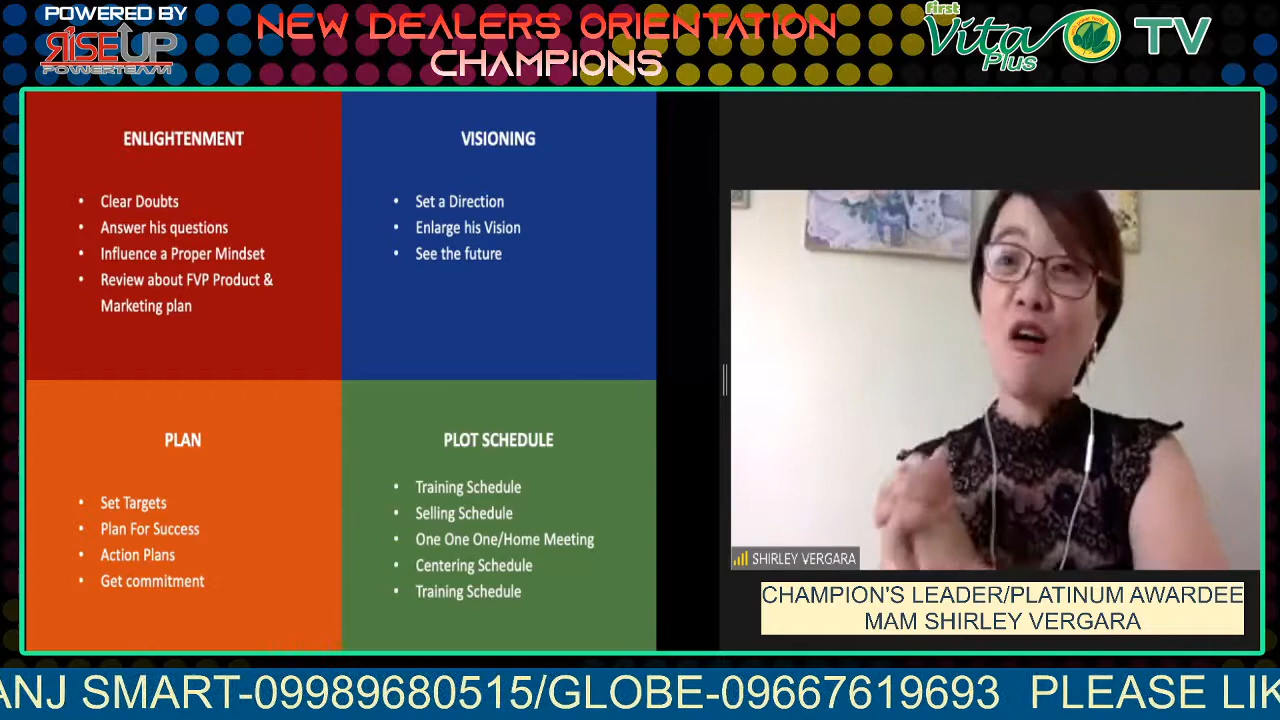 POWERED BY
RISEUP
POWERTEAM
NEW DEALERS ORIENTATION
CHAMPIONS
first
Vita
Plus
TV
ENLIGHTENMENT
• Clear Doubts
• Answer his questions
• Influence a Proper Mindset
• Review about FVP Product &
Marketing plan
VISIONING
• Set a Direction
• Enlarge his Vision
• See the future
PLAN
• Set Targets
• Plan For Success
• Action Plans
• Get commitment
PLOT SCHEDULE
• Training Schedule
• Selling Schedule
• One One One/Home Meeting
• Centering Schedule
• Training Schedule
SHIRLEY VERGARA
CHAMPION'S LEADER/PLATINUM AWARDEE
MAM SHIRLEY VERGARA
ANJ SMART-09989680515/GLOBE-09667619693 PLEASE LIK